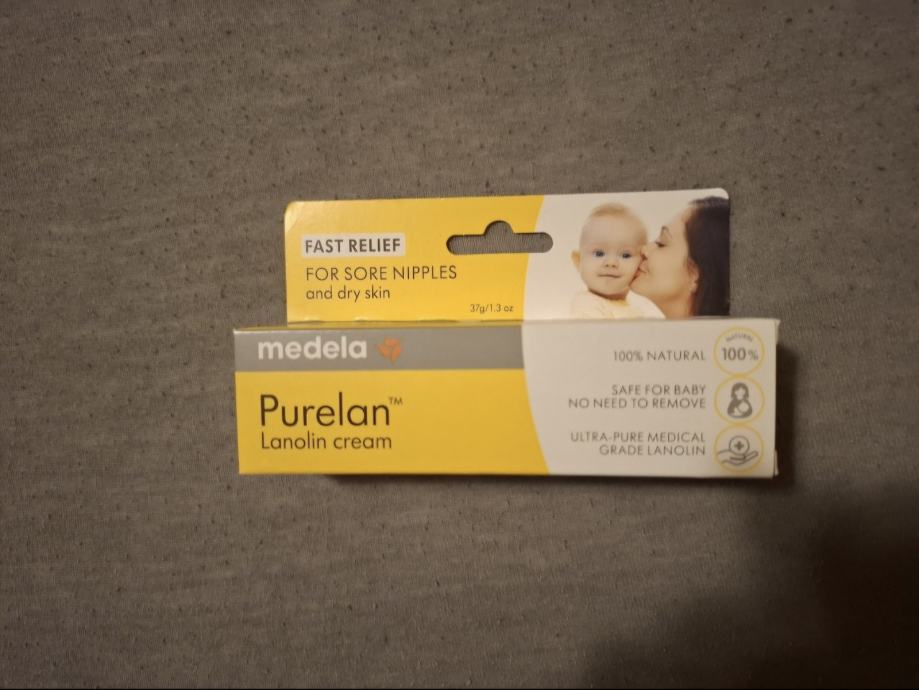 FAST RELIEF
FOR SORE NIPPLES
and dry skin
37g/1.3 oz
medela
Purelan™
Lanolin cream
100% NATURAL
NATURAL
100%
SAFE FOR BABY
NO NEED TO REMOVE
ULTRA-PURE MEDICAL
GRADE LANOLIN